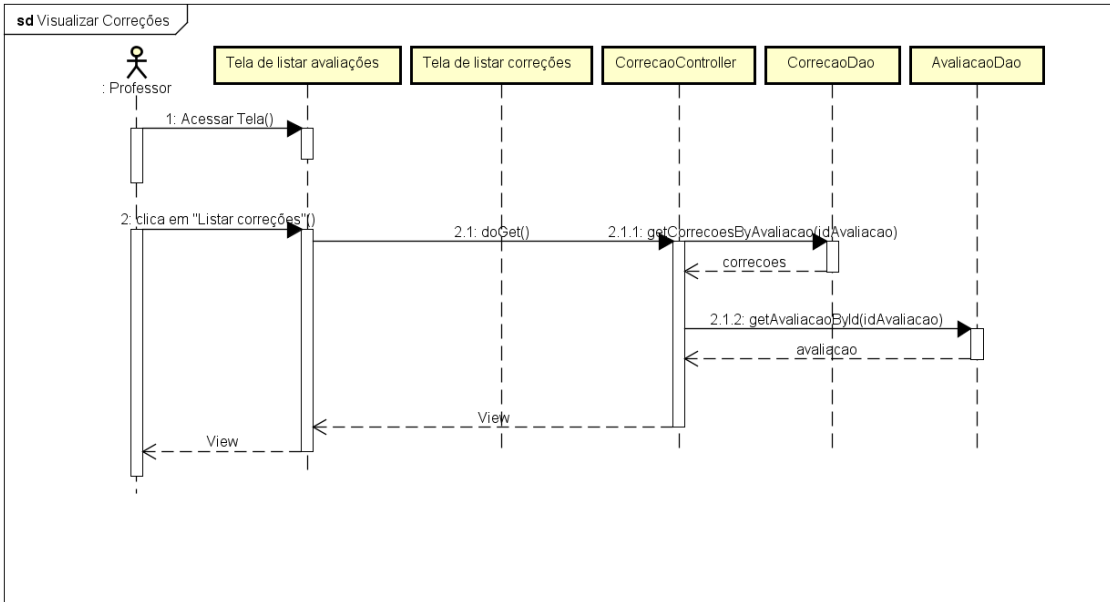 sd Visualizar Correções
: Professor
Tela de listar avaliações
Tela de listar correções
CorrecaoController
CorrecaoDao
AvaliacaoDao
1: Acessar Tela()
2: clica em "Listar correções"()
2.1: doGet()
2.1.1: getCorrecoesByAvaliacao(idAvaliacao)
correcoes
2.1.2: getAvaliacaoById(idAvaliacao)
avaliacao
View
View